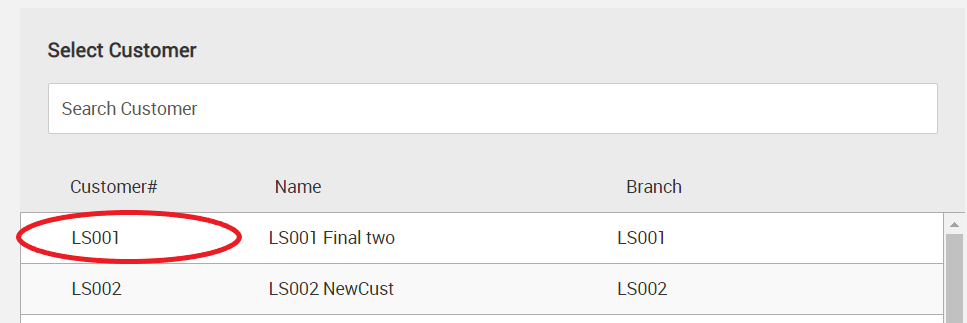 Select Customer
Search Customer
Customer# Name Branch
LS001 LS001 Final two LS001
LS002 LS002 NewCust LS002